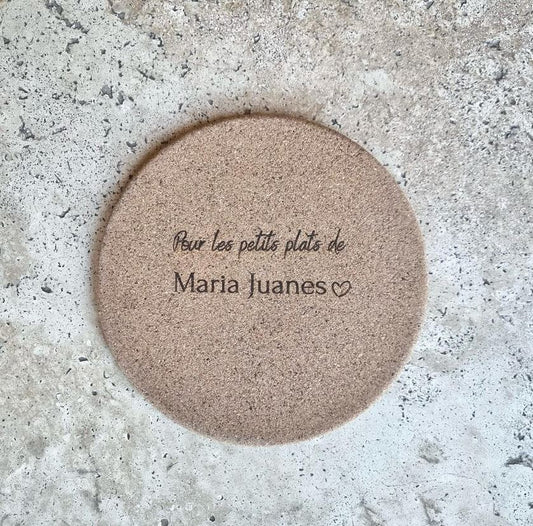 Pour les petits plats de
Maria Juanes♡